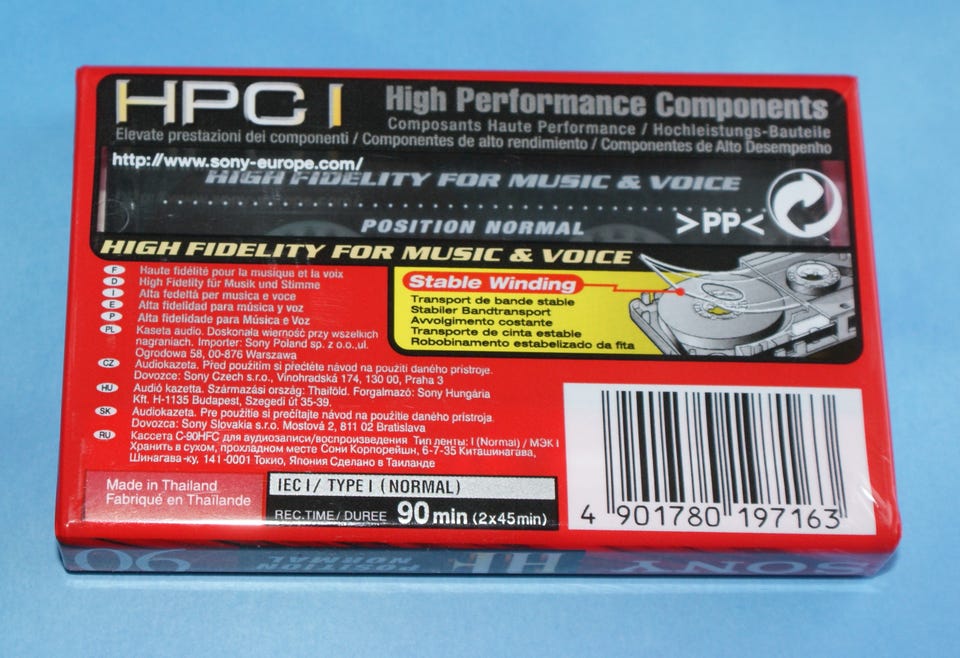 HPC I
High Performance Components
Composants Haute Performance / Hochleistungs-Bauteile
Elevate prestazioni dei componenti / Componentes de alto rendimiento / Componentes de Alto Desempenho
http://www.sony-europe.com/
HIGH FIDELITY FOR MUSIC & VOICE
POSITION NORMAL
>PP<
HIGH FIDELITY FOR MUSIC & VOICE
F Haute fidélité pour la musique et la voix
D High Fidelity für Musik und Stimme
I Alta fedeltà per musica e voce
E Alta fidelidad para música y voz
P Alta fidelidade para Música e Voz
PL Kaseta audio. Doskonała wierność przy wszelkich
nagraniach. Importer: Sony Poland sp. z o.o.,ul.
Ogrodowa 58, 00-876 Warszawa
CZ Audiokazeta. Před použitím si přečtěte návod na použití daného prístroje.
Dovozce: Sony Czech s.r.o., Vinohradská 174, 130 00, Praha 3
HU Audió kazetta. Származási ország: Thaiföld. Forgalmazó: Sony Hungária
Kft. H-1135 Budapest, Szegedi út 35-39.
SK Audiokazeta. Pre použitie si prečítajte návod na použitie daného prístroja.
Dovozca: Sony Slovakia s.r.o. Mostová 2, 811 02 Bratislava
RU Кассета C-90HFC для аудиозаписи/воспроизведения Тип ленты: I (Normal) / МЭК I
Хранить в сухом, прохладном месте Сони Корпорейшн, 6-7-35 Киташинагава,
Шинагава-ку, 141-0001 Токио, Япония Сделано в Таиланде
Stable Winding
Transport de bande stable
Stabiler Bandtransport
Avvolgimento costante
Transporte de cinta estable
Robobinamento estabelizado da fita
Made in Thailand
Fabriqué en Thaïlande
IEC I / TYPE I (NORMAL)
REC.TIME/DUREE 90 min (2x45min)
4 901780 197163
SONY
HF
POSITION
NORMAL
90